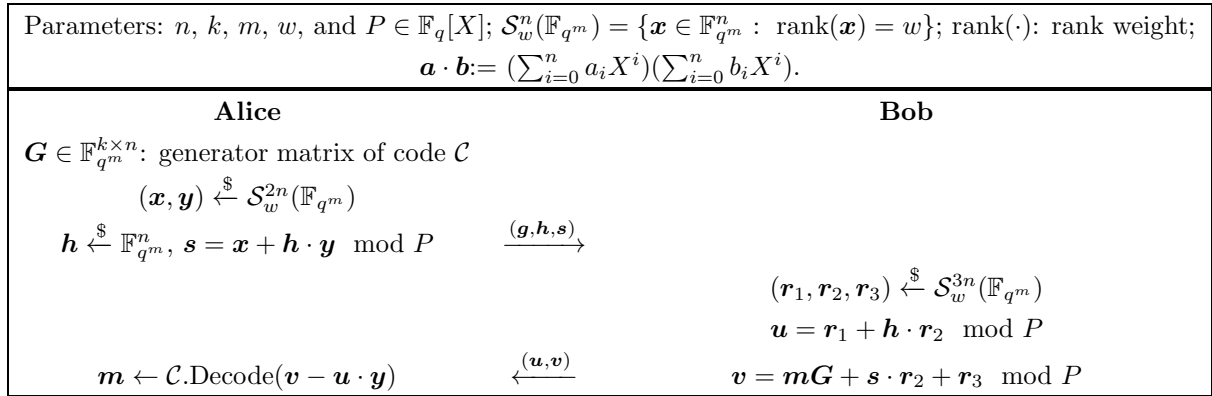 Parameters: n, k, m, w, and P ∈ 𝔽_q[X]; 𝒮_w^n(𝔽_{q^m}) = {𝒙 ∈ 𝔽_{q^m}^n : rank(𝒙) = w}; rank(·): rank weight;
𝒂 · 𝒃:= (∑_{i=0}^n a_i X^i)(∑_{i=0}^n b_i X^i).
Alice Bob
𝑮 ∈ 𝔽_{q^m}^{k×n}: generator matrix of code 𝒞
(𝒙, 𝒚) ←$ 𝒮_w^{2n}(𝔽_{q^m})
𝒉 ←$ 𝔽_{q^m}^n, 𝒔 = 𝒙 + 𝒉 · 𝒚 mod P (𝒈,𝒉,𝒔) ⟶
(𝒓_1, 𝒓_2, 𝒓_3) ←$ 𝒮_w^{3n}(𝔽_{q^m})
𝒖 = 𝒓_1 + 𝒉 · 𝒓_2 mod P
𝒎 ← 𝒞.Decode(𝒗 − 𝒖 · 𝒚) (𝒖,𝒗) ⟵ 𝒗 = 𝒎𝑮 + 𝒔 · 𝒓_2 + 𝒓_3 mod P